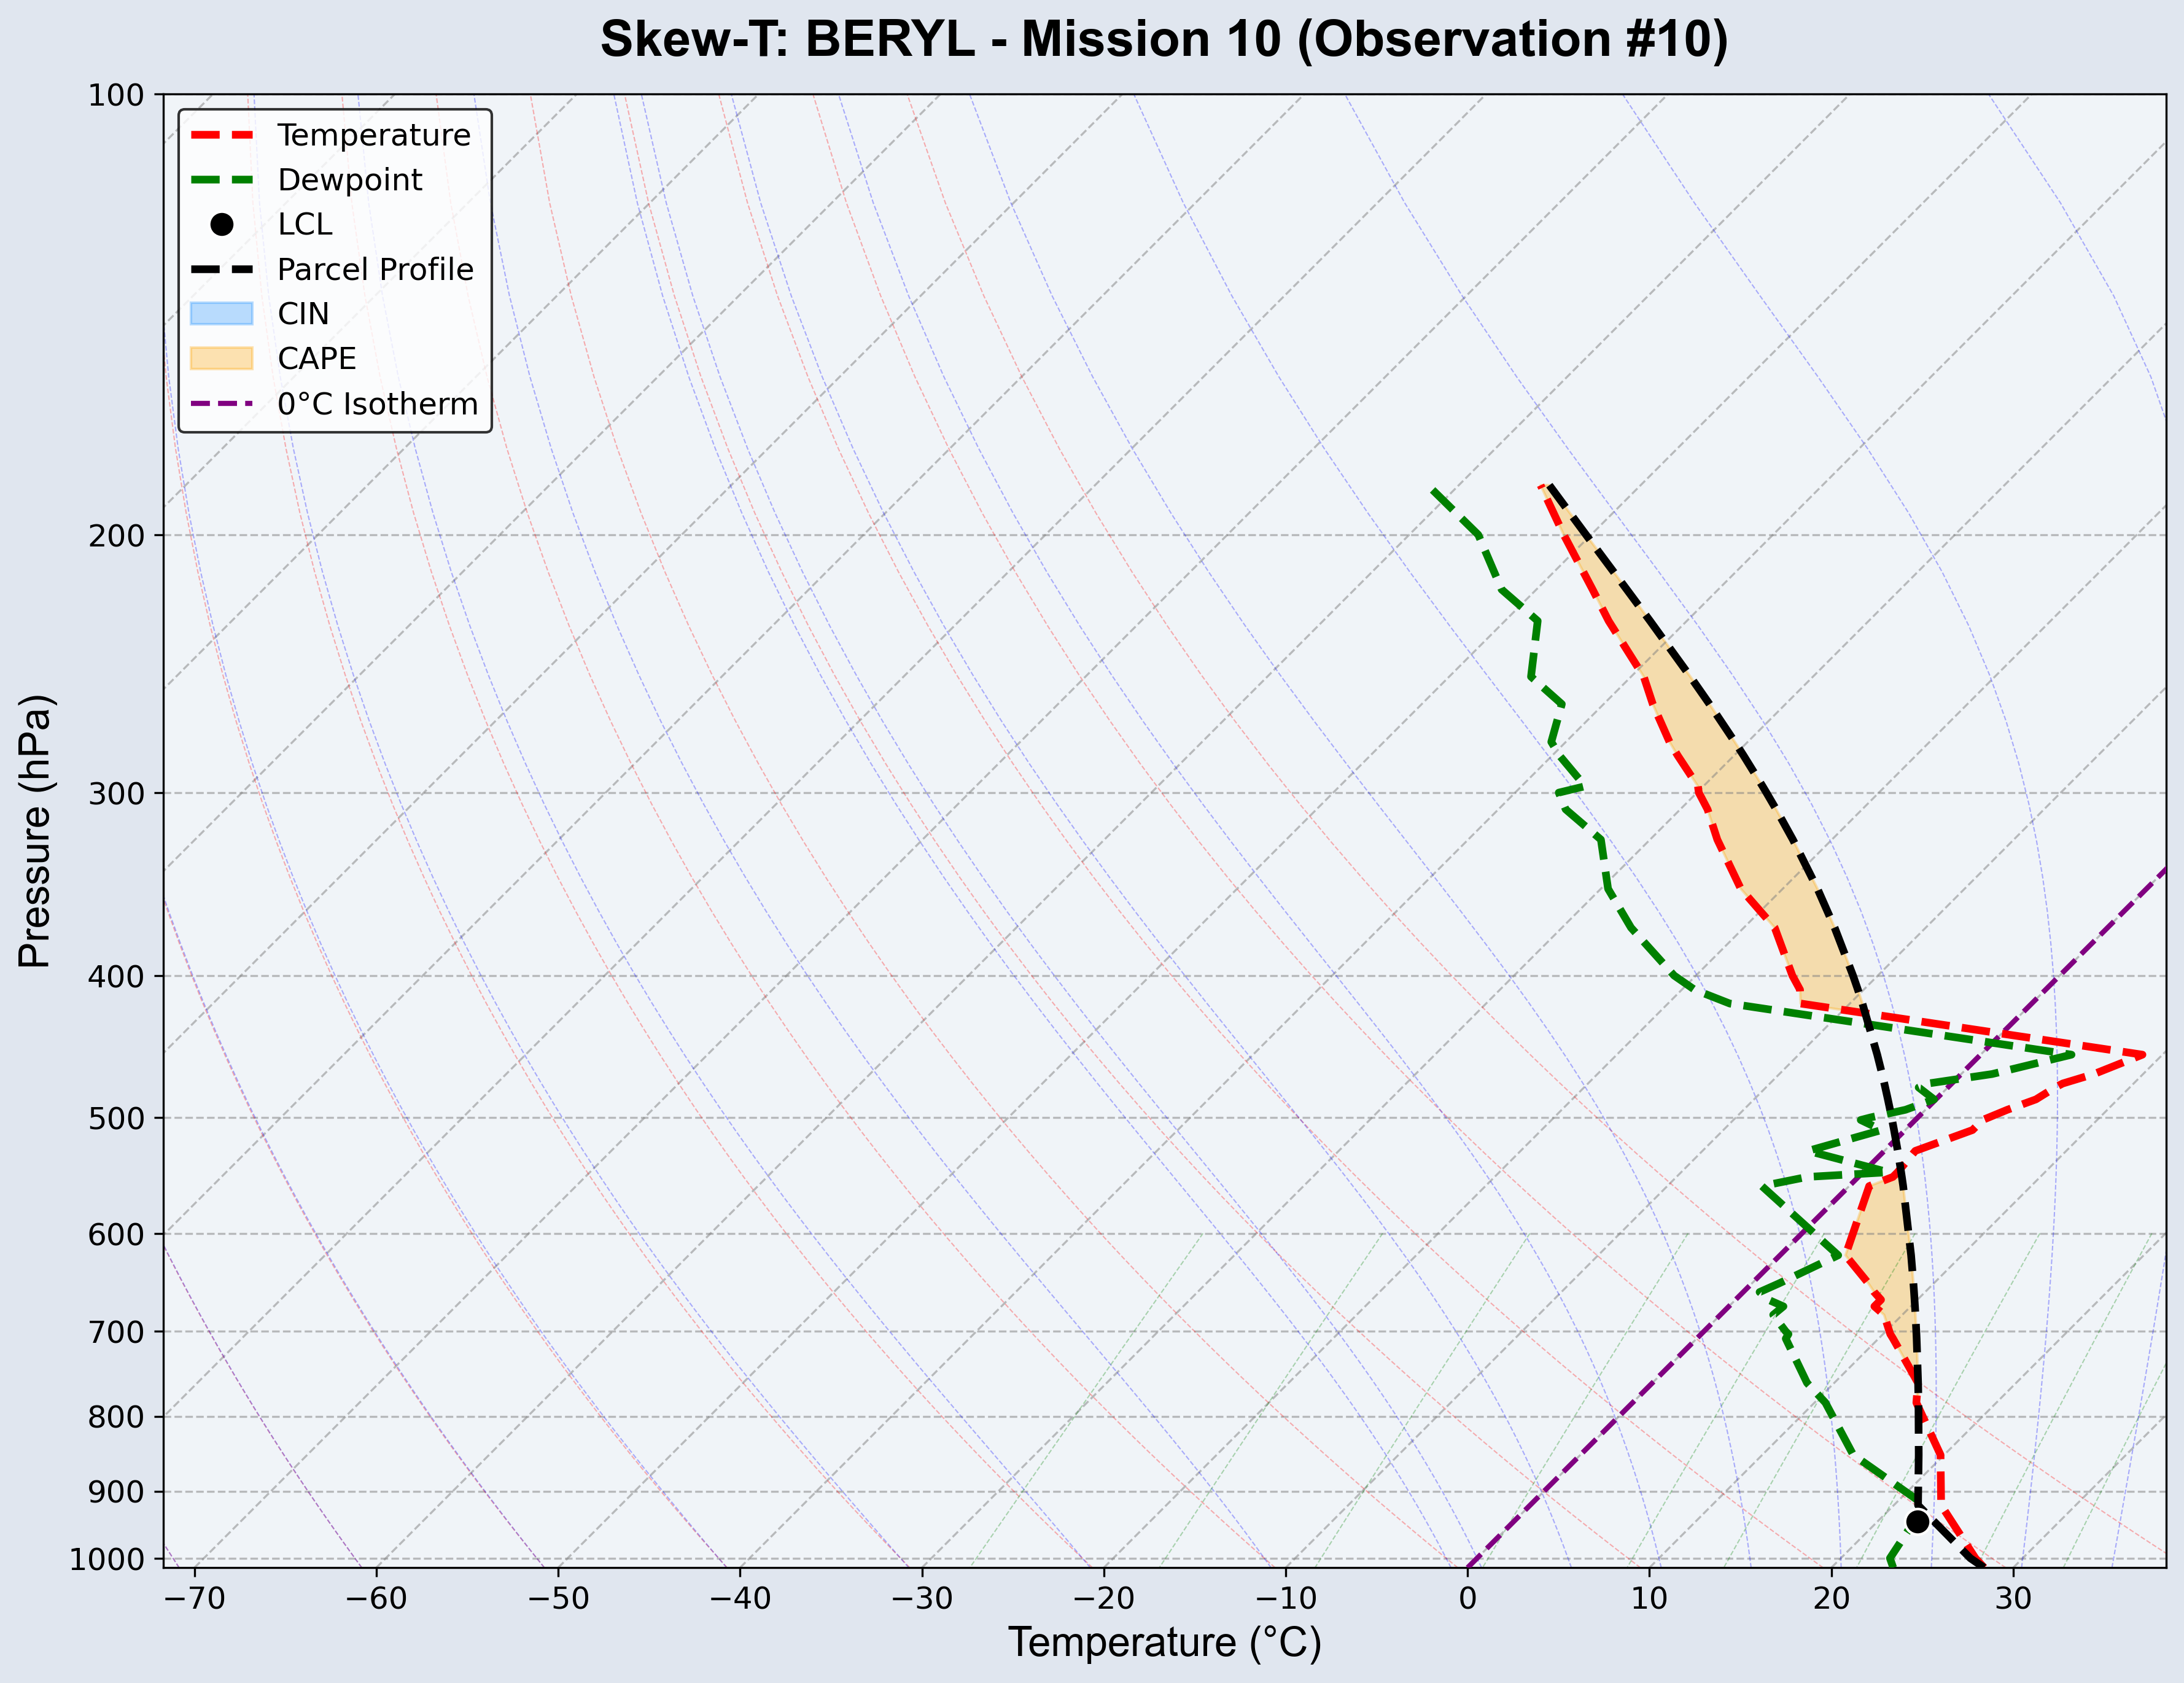 Skew-T: BERYL - Mission 10 (Observation #10)
Temperature
Dewpoint
LCL
Parcel Profile
CIN
CAPE
0°C Isotherm
Pressure (hPa)
100
200
300
400
500
600
700
800
900
1000
−70 −60 −50 −40 −30 −20 −10 0 10 20 30
Temperature (°C)